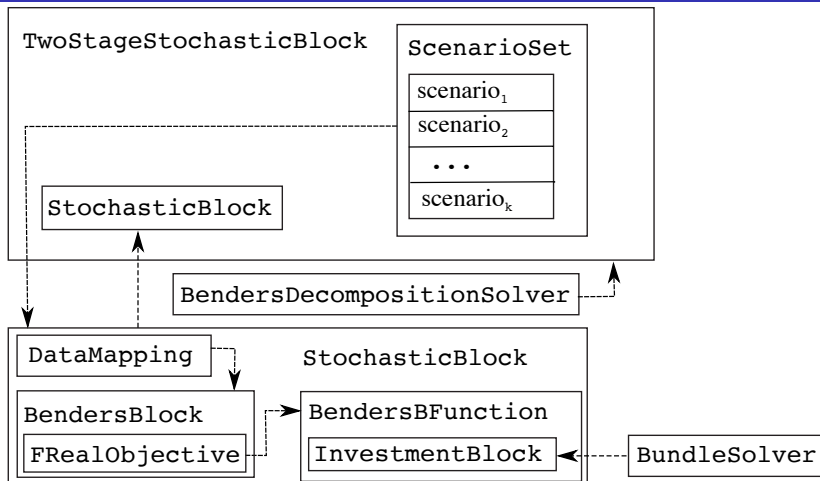 TwoStageStochasticBlock
ScenarioSet
scenario₁
scenario₂
...
scenarioₖ
StochasticBlock
BendersDecompositionSolver
DataMapping
StochasticBlock
BendersBlock
FRealObjective
BendersBFunction
InvestmentBlock
BundleSolver